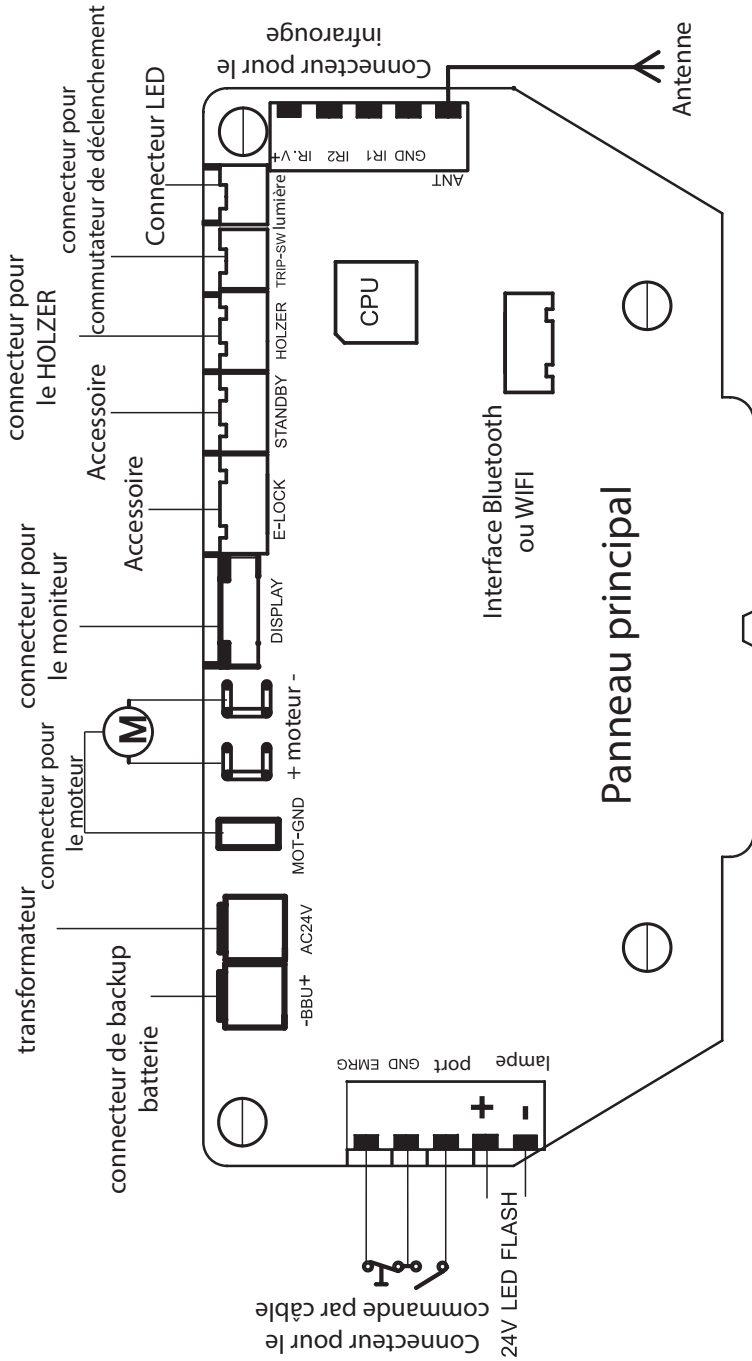 transformateur
connecteur de backup
batterie
connecteur pour
le moteur
M
connecteur pour
le moniteur
Accessoire
Accessoire
connecteur pour
le HOLZER
connecteur pour
commutateur de déclenchement
Connecteur LED
Connecteur pour le
infrarouge
-BBU+
AC24V
MOT-GND
+ moteur -
DISPLAY
E-LOCK
STANDBY
HOLZER
TRIP-SW
lumière
IR.V+
IR2
IR1
GND
ANT
Antenne
CPU
Interface Bluetooth
ou WIFI
Panneau principal
EMRG
GND
port
lampe
+
-
Connecteur pour le
commande par câble
24V LED FLASH